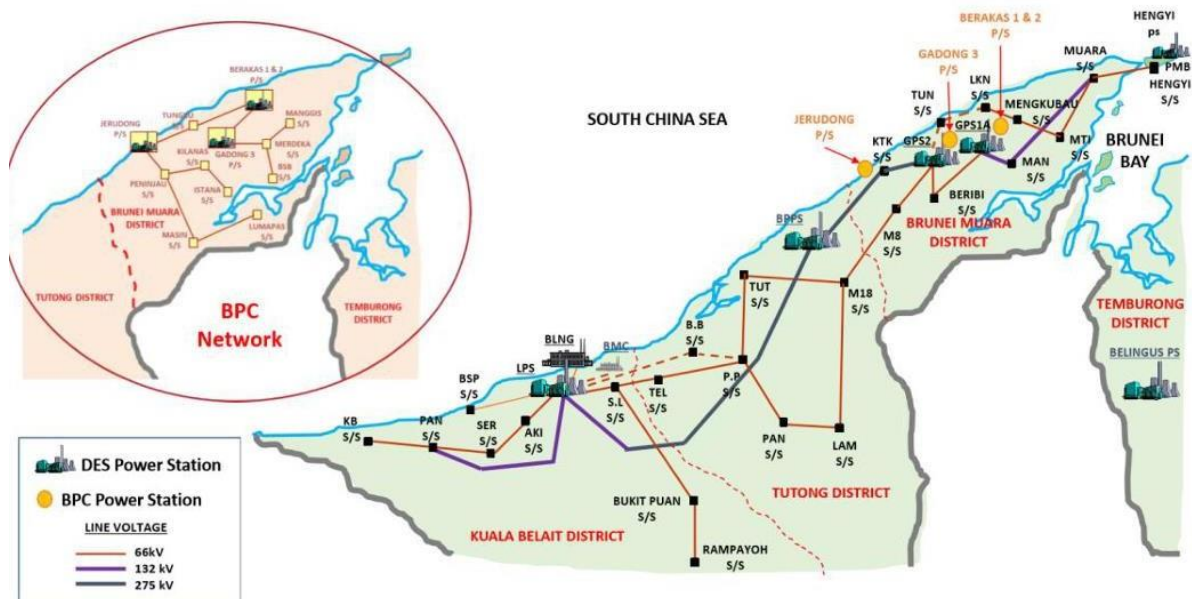 BERAKAS 1 & 2
P/S
TUNGKU
S/S
MANGGIS
S/S
JERUDONG
P/S
KILANAS
S/S
GADONG 3
P/S
MERDEKA
S/S
BSB
S/S
PENINJAU
S/S
ISTANA
S/S
BRUNEI MUARA
DISTRICT
MASIN
S/S
LUMAPAS
S/S
TUTONG DISTRICT
BPC
Network
TEMBURONG
DISTRICT
SOUTH CHINA SEA
BERAKAS 1 & 2
P/S
HENGYI
ps
GADONG 3
P/S
MUARA
S/S
PMB
HENGYI
S/S
LKN
S/S
TUN
S/S
MENGKUBAU
S/S
JERUDONG
P/S
KTK
S/S
GPS2
GPS1A
MTI
S/S
BRUNEI
BAY
MAN
S/S
BERIBI
S/S
BPPS
M8
S/S
BRUNEI MUARA
DISTRICT
TUT
S/S
M18
S/S
TEMBURONG
DISTRICT
BELINGUS PS
B.B
S/S
BLNG
BMC
LPS
BSP
S/S
S.L
S/S
TEL
S/S
P.P
S/S
KB
S/S
PAN
S/S
SER
S/S
AKI
S/S
PAN
S/S
LAM
S/S
BUKIT PUAN
S/S
TUTONG DISTRICT
KUALA BELAIT DISTRICT
RAMPAYOH
S/S
DES Power Station
BPC Power Station
LINE VOLTAGE
66kV
132 kV
275 kV